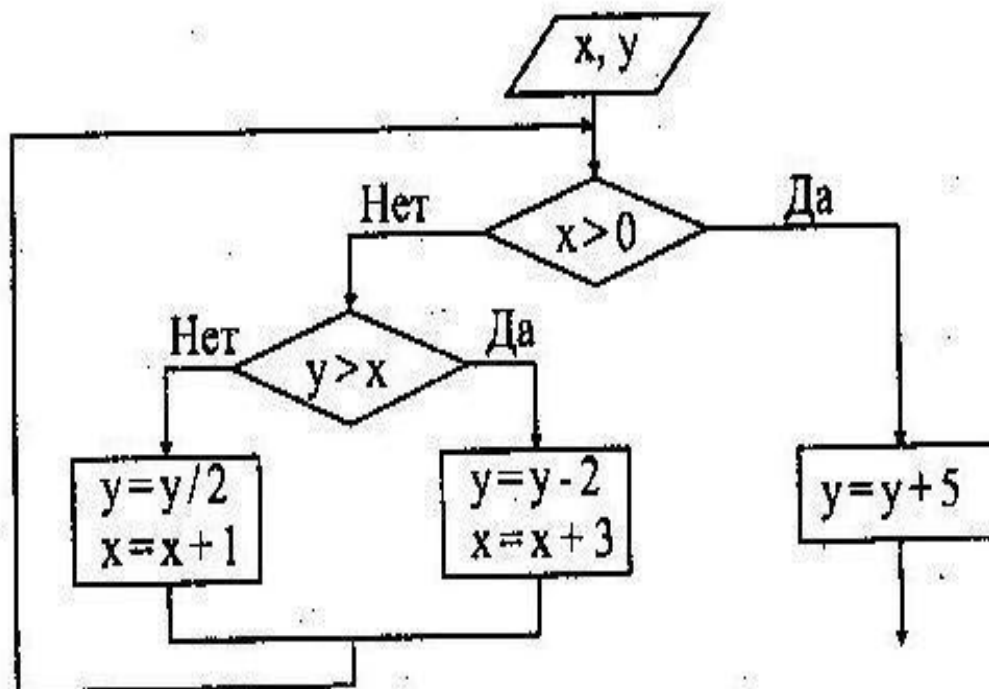 x, y
Нет
Да
x>0
Нет
Да
y>x
y=y/2
x=x+1
y=y-2
x=x+3
y=y+5